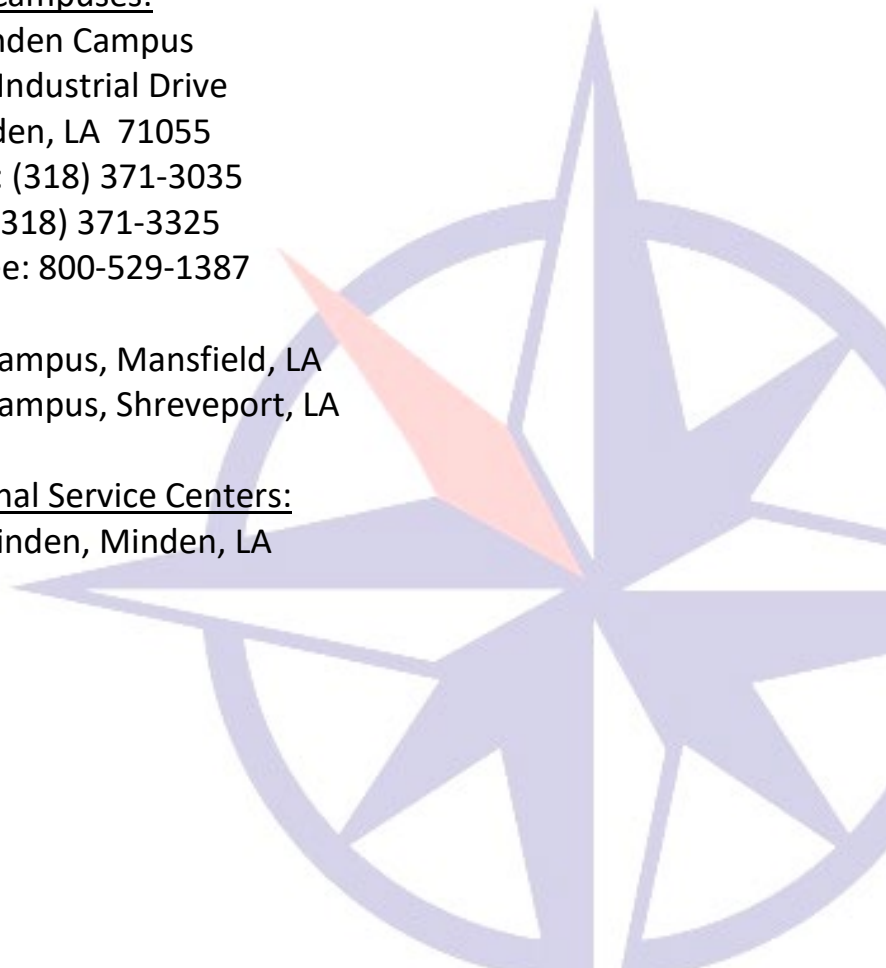 campuses:
nden Campus
Industrial Drive
den, LA 71055
: (318) 371-3035
318) 371-3325
e: 800-529-1387
ampus, Mansfield, LA
ampus, Shreveport, LA
nal Service Centers:
inden, Minden, LA